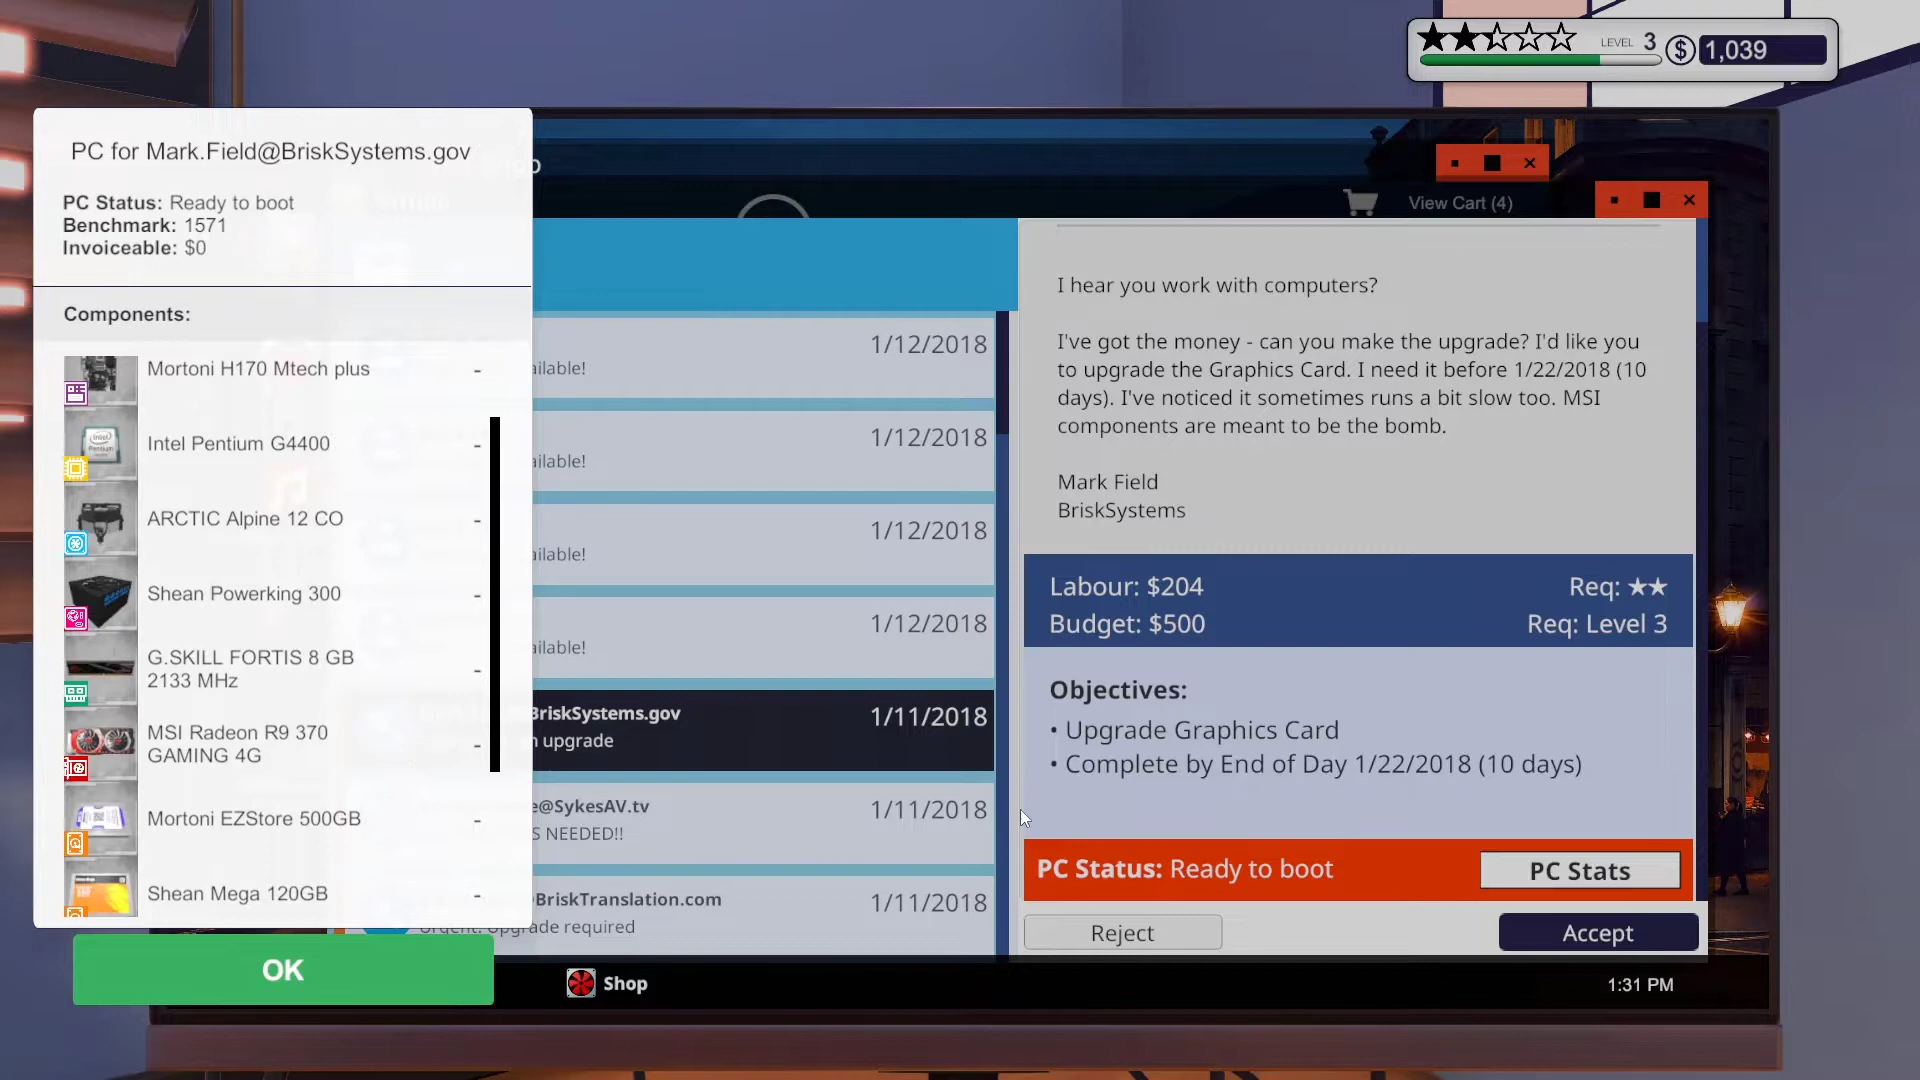 ★★★☆☆ LEVEL 3 $ 1,039
PC for Mark.Field@BriskSystems.gov
PC Status: Ready to boot
Benchmark: 1571
Invoiceable: $0
Components:
Mortoni H170 Mtech plus -
Intel Pentium G4400 -
ARCTIC Alpine 12 CO -
Shean Powerking 300 -
G.SKILL FORTIS 8 GB
2133 MHz -
MSI Radeon R9 370
GAMING 4G -
Mortoni EZStore 500GB -
Shean Mega 120GB -
OK
View Cart (4)
1/12/2018
ailable!
1/12/2018
ailable!
1/12/2018
ailable!
1/12/2018
ailable!
BriskSystems.gov 1/11/2018
n upgrade
e@SykesAV.tv 1/11/2018
S NEEDED!!
@BriskTranslation.com 1/11/2018
Urgent: Upgrade required
I hear you work with computers?
I've got the money - can you make the upgrade? I'd like you
to upgrade the Graphics Card. I need it before 1/22/2018 (10
days). I've noticed it sometimes runs a bit slow too. MSI
components are meant to be the bomb.
Mark Field
BriskSystems
Labour: $204 Req: ★★
Budget: $500 Req: Level 3
Objectives:
• Upgrade Graphics Card
• Complete by End of Day 1/22/2018 (10 days)
PC Status: Ready to boot PC Stats
Reject Accept
Shop
1:31 PM